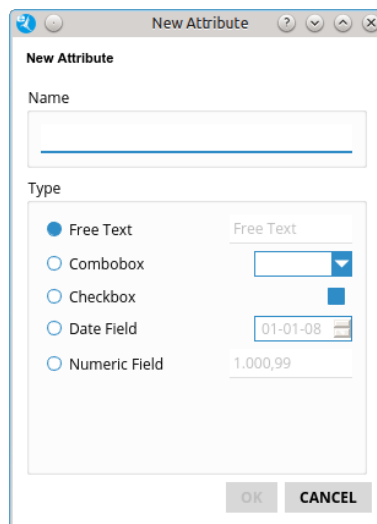 New Attribute
New Attribute
Name
Type
Free Text Free Text
Combobox
Checkbox
Date Field 01-01-08
Numeric Field 1.000,99
OK CANCEL